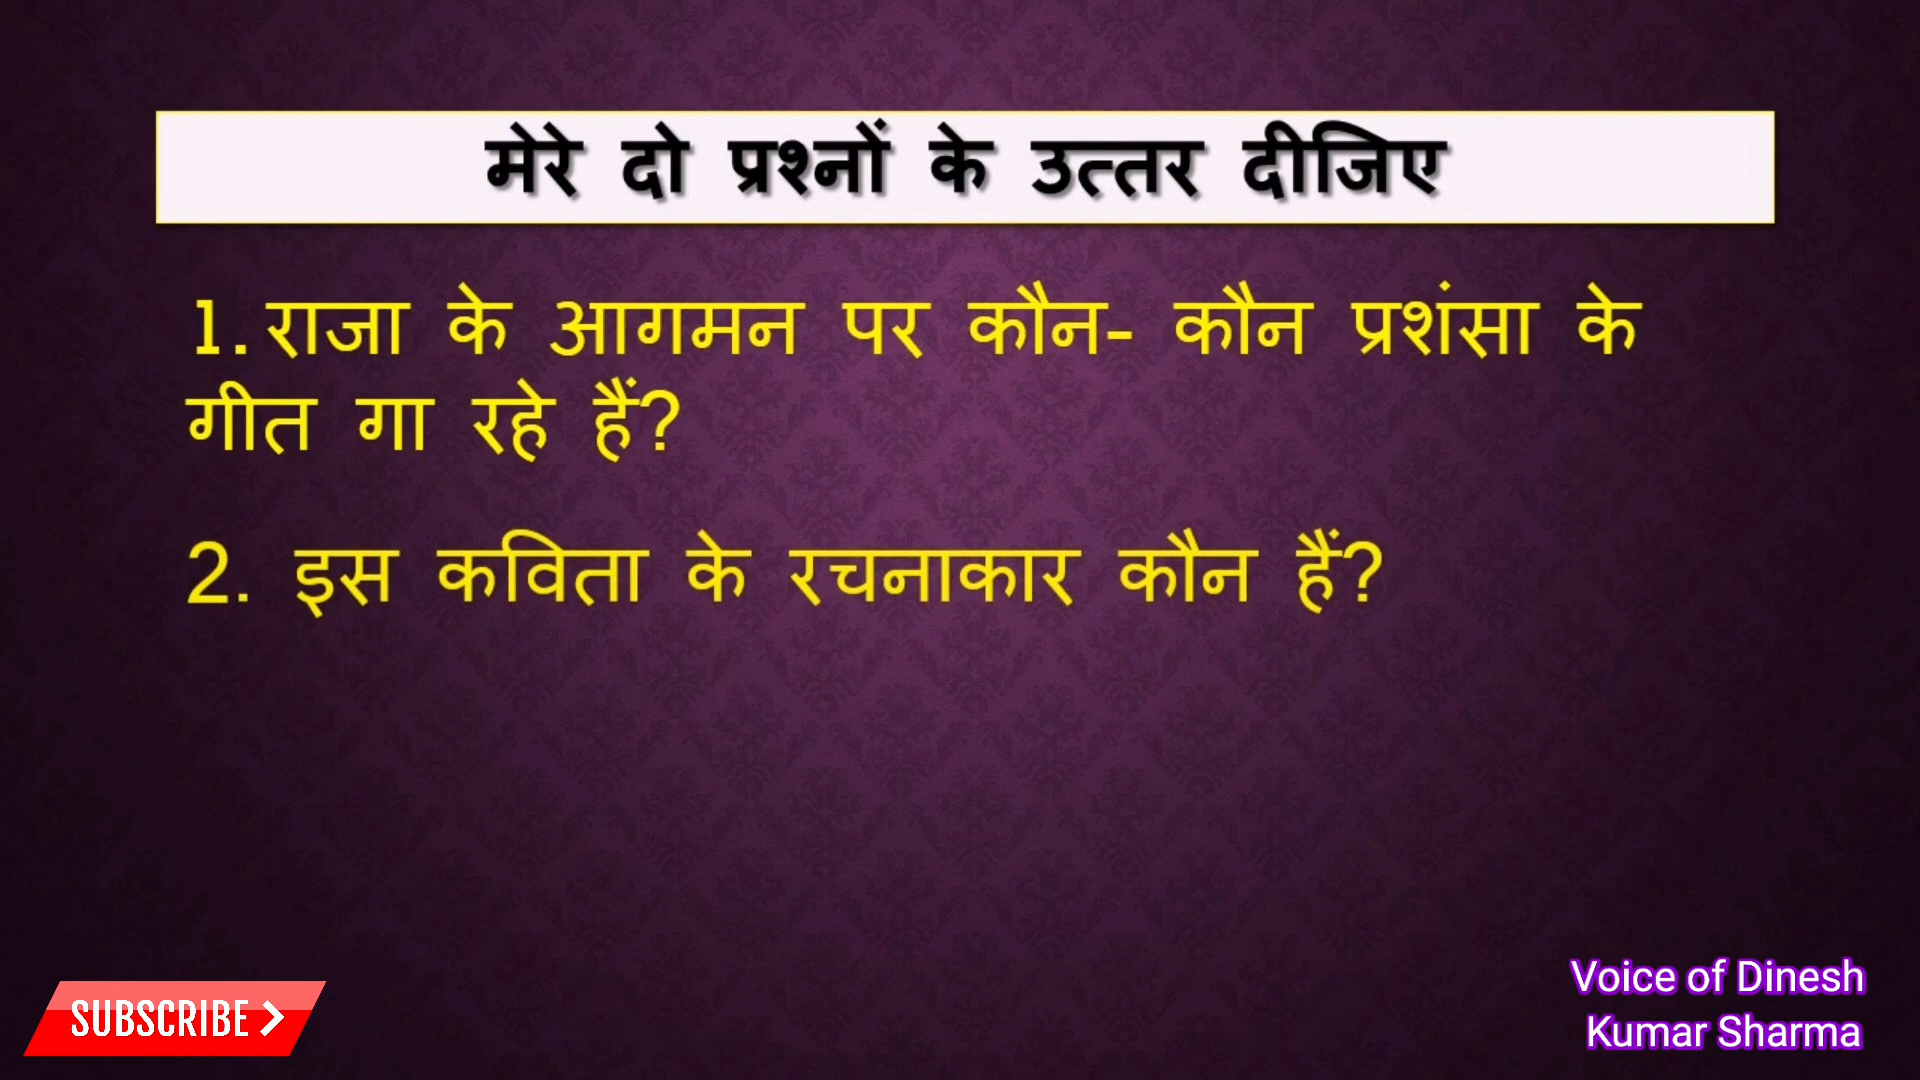 मेरे दो प्रश्नों के उत्तर दीजिए
1. राजा के आगमन पर कौन- कौन प्रशंसा के
गीत गा रहे हैं?
2. इस कविता के रचनाकार कौन हैं?
SUBSCRIBE
Voice of Dinesh
Kumar Sharma